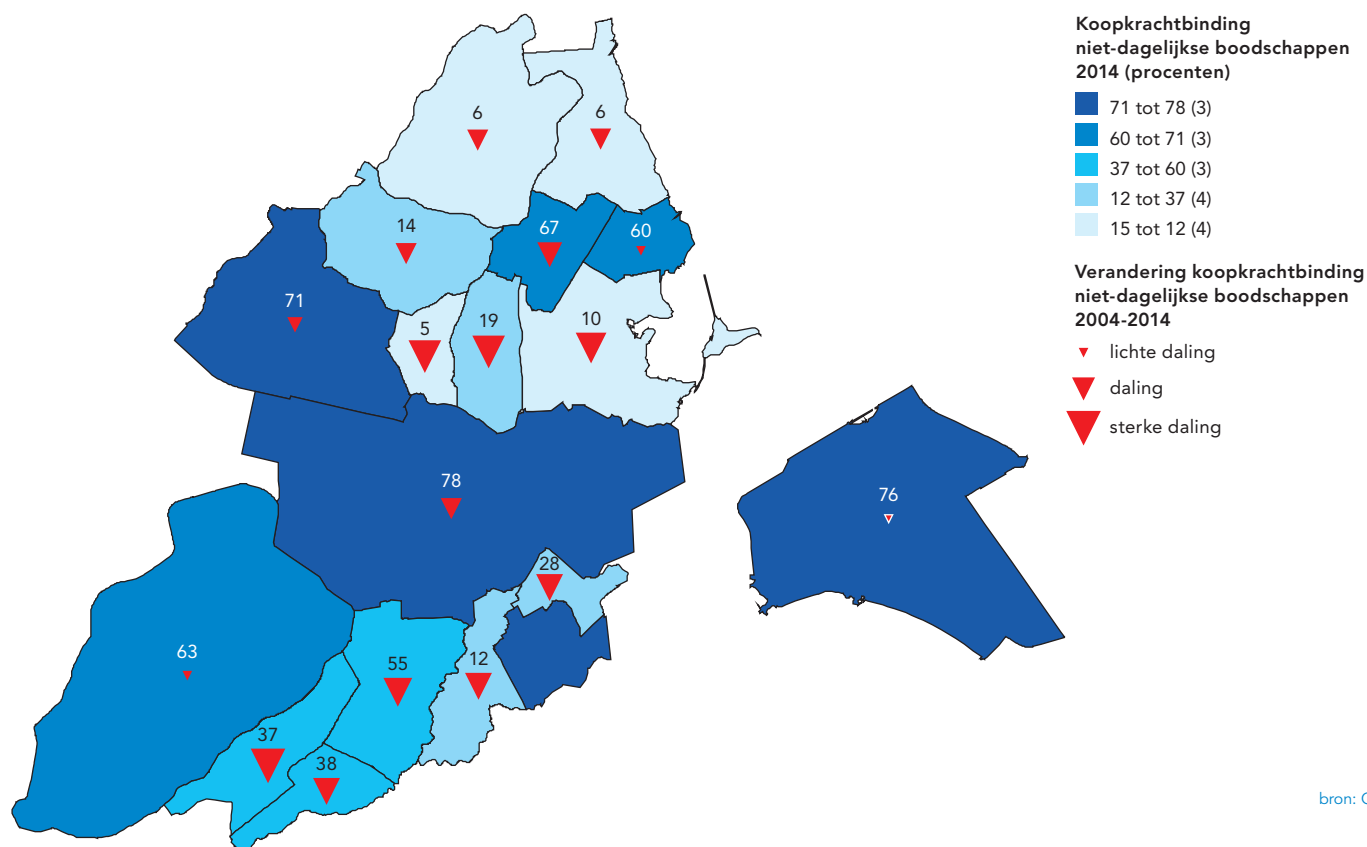 Koopkrachtbinding
niet-dagelijkse boodschappen
2014 (procenten)
71 tot 78 (3)
60 tot 71 (3)
37 tot 60 (3)
12 tot 37 (4)
15 tot 12 (4)
Verandering koopkrachtbinding
niet-dagelijkse boodschappen
2004-2014
lichte daling
daling
sterke daling
6
6
14
67
60
71
5
19
10
78
76
28
63
55
12
37
38
bron: